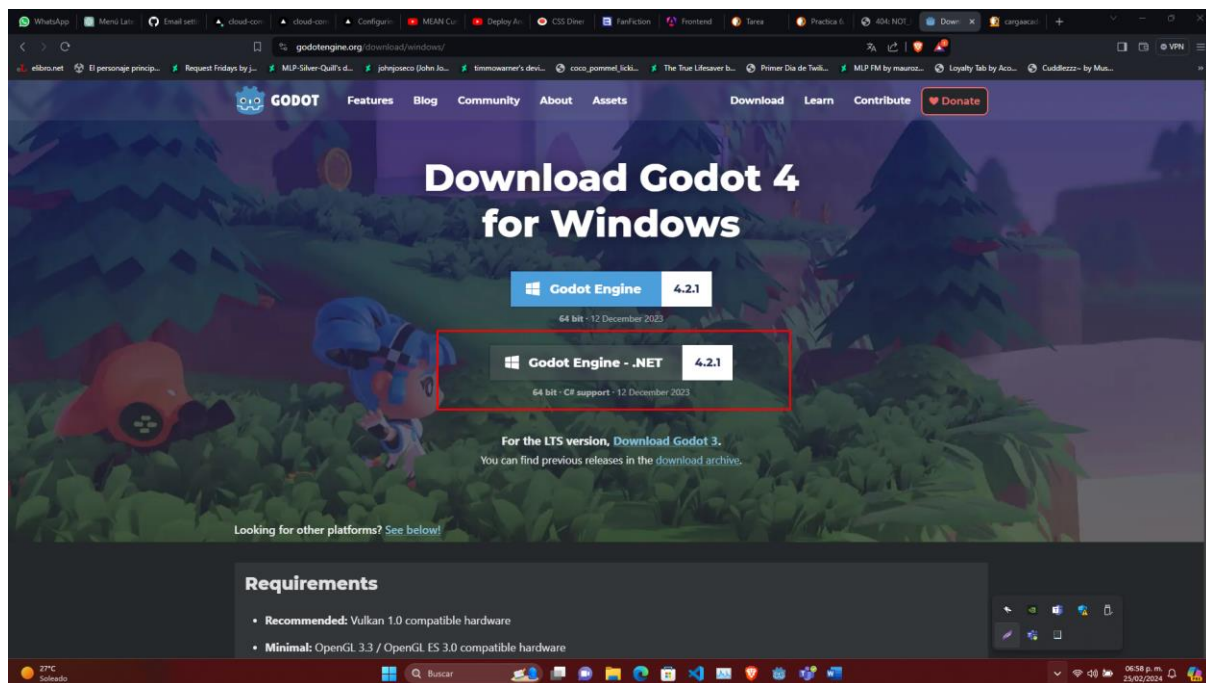 WhatsApp
Menú Late
Email setti
cloud-com
cloud-com
Configurin
MEAN Cur
Deploy An
CSS Diner
FanFiction
Frontend
Tarea
Practica 6.
404: NOT_
Down
cargaacad
godotengine.org/download/windows/
VPN
elibro.net
El personaje princip...
Request Fridays by j...
MLP-Silver-Quill's d...
johnjoseco (John Jo...
timmowarner's devi...
coco_pommel_licki...
The True Lifesaver b...
Primer Dia de Twili...
MLP FM by mauroz...
Loyalty Tab by Aco...
Cuddlezzz~ by Mus...
GODOT Features Blog Community About Assets Download Learn Contribute Donate
Download Godot 4
for Windows
Godot Engine 4.2.1
64 bit · 12 December 2023
Godot Engine - .NET 4.2.1
64 bit · C# support · 12 December 2023
For the LTS version, Download Godot 3.
You can find previous releases in the download archive.
Looking for other platforms? See below!
Requirements
• Recommended: Vulkan 1.0 compatible hardware
• Minimal: OpenGL 3.3 / OpenGL ES 3.0 compatible hardware
27°C
Soleado
Buscar
06:58 p. m.
25/02/2024